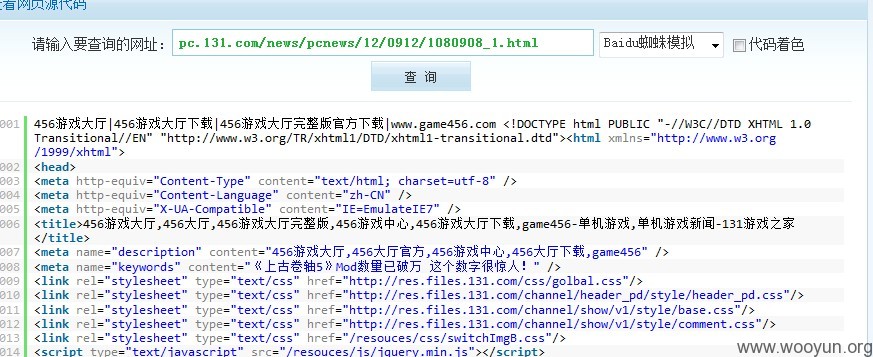 看网页源代码
请输入要查询的网址: pc.131.com/news/pcnews/12/0912/1080908_1.html Baidu蜘蛛模拟 代码着色
查 询
001 456游戏大厅|456游戏大厅下载|456游戏大厅完整版官方下载|www.game456.com <!DOCTYPE html PUBLIC "-//W3C//DTD XHTML 1.0
Transitional//EN" "http://www.w3.org/TR/xhtml1/DTD/xhtml1-transitional.dtd"><html xmlns="http://www.w3.org
/1999/xhtml">
002 <head>
003 <meta http-equiv="Content-Type" content="text/html; charset=utf-8" />
004 <meta http-equiv="Content-Language" content="zh-CN" />
005 <meta http-equiv="X-UA-Compatible" content="IE=EmulateIE7" />
006 <title>456游戏大厅,456大厅,456游戏大厅完整版,456游戏中心,456游戏大厅下载,game456-单机游戏,单机游戏新闻-131游戏之家
</title>
007 <meta name="description" content="456游戏大厅,456大厅官方,456游戏中心,456大厅下载,game456" />
008 <meta name="keywords" content="《上古卷轴5》Mod数量已破万 这个数字很惊人！" />
009 <link rel="stylesheet" type="text/css" href="http://res.files.131.com/css/golbal.css"/>
010 <link rel="stylesheet" type="text/css" href="http://res.files.131.com/channel/header_pd/style/header_pd.css"/>
011 <link rel="stylesheet" type="text/css" href="http://res.files.131.com/channel/show/v1/style/base.css"/>
012 <link rel="stylesheet" type="text/css" href="http://res.files.131.com/channel/show/v1/style/comment.css"/>
013 <link rel="stylesheet" type="text/css" href="/resouces/css/switchImgB.css"/>
014 <script type="text/javascript" src="/resouces/js/jquery.min.js"></script>
www.wooyun.org